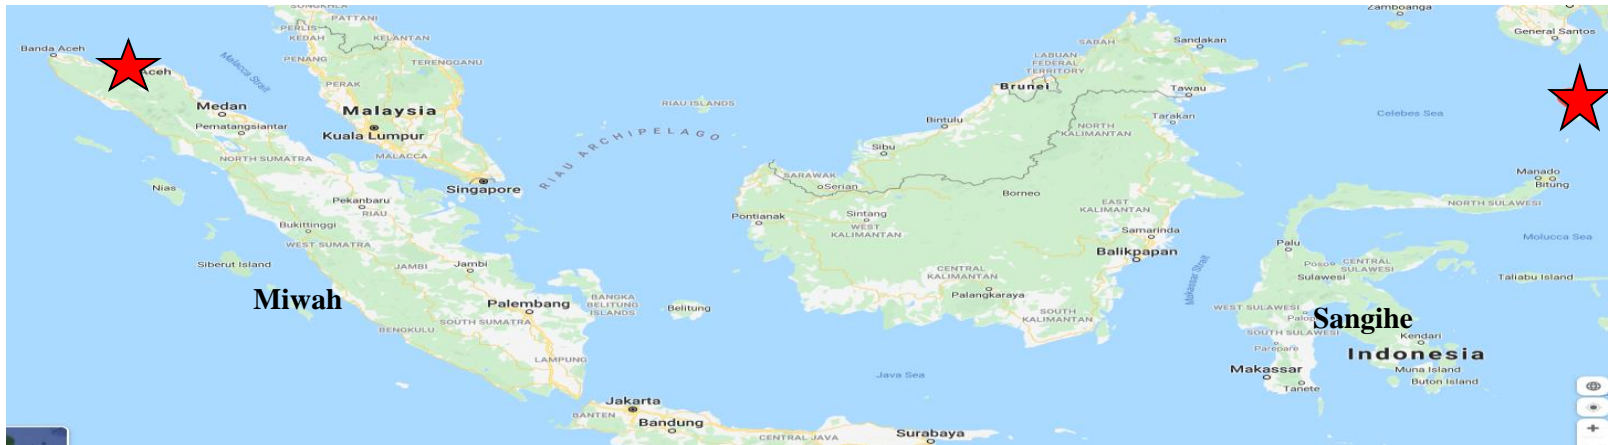 SONGKHLA
PATTANI
Zamboanga
PERLIS
KEDAH
KELANTAN
General Santos
Banda Aceh
SABAH
Sandakan
Malacca Strait
PENANG
TERENGGANU
LABUAN
FEDERAL
TERRITORY
Aceh
PERAK
Brunei
Tawau
Medan
Malaysia
RIAU ISLANDS
Celebes Sea
Bintulu
Tarakan
Pematangsiantar
Kuala Lumpur
NORTH
KALIMANTAN
RIAU ARCHIPELAGO
Sibu
NORTH SUMATRA
MALACCA
SARAWAK
Manado
Nias
Singapore
Serian
Borneo
Bitung
Pekanbaru
RIAU
EAST
KALIMANTAN
NORTH SULAWESI
Pontianak
Sintang
WEST
KALIMANTAN
Bukittinggi
Samarinda
Molucca Sea
WEST SUMATRA
Palu
Balikpapan
Siberut Island
JAMBI
Jambi
Makassar Strait
Poso
CENTRAL
SULAWESI
Sulawesi
Taliabu Island
CENTRAL
KALIMANTAN
Miwah
Palembang
BANGKA
BELITUNG
ISLANDS
Belitung
Palangkaraya
WEST SULAWESI
SOUTH
KALIMANTAN
Palop
Sangihe
BENGKULU
SOUTH SUMATRA
SOUTH SULAWESI
Kendari
Parepare
Indonesia
LAMPUNG
Java Sea
Makassar
Muna Island
Buton Island
Tanete
Jakarta
BANTEN
Bandung
CENTRAL JAVA
Surabaya